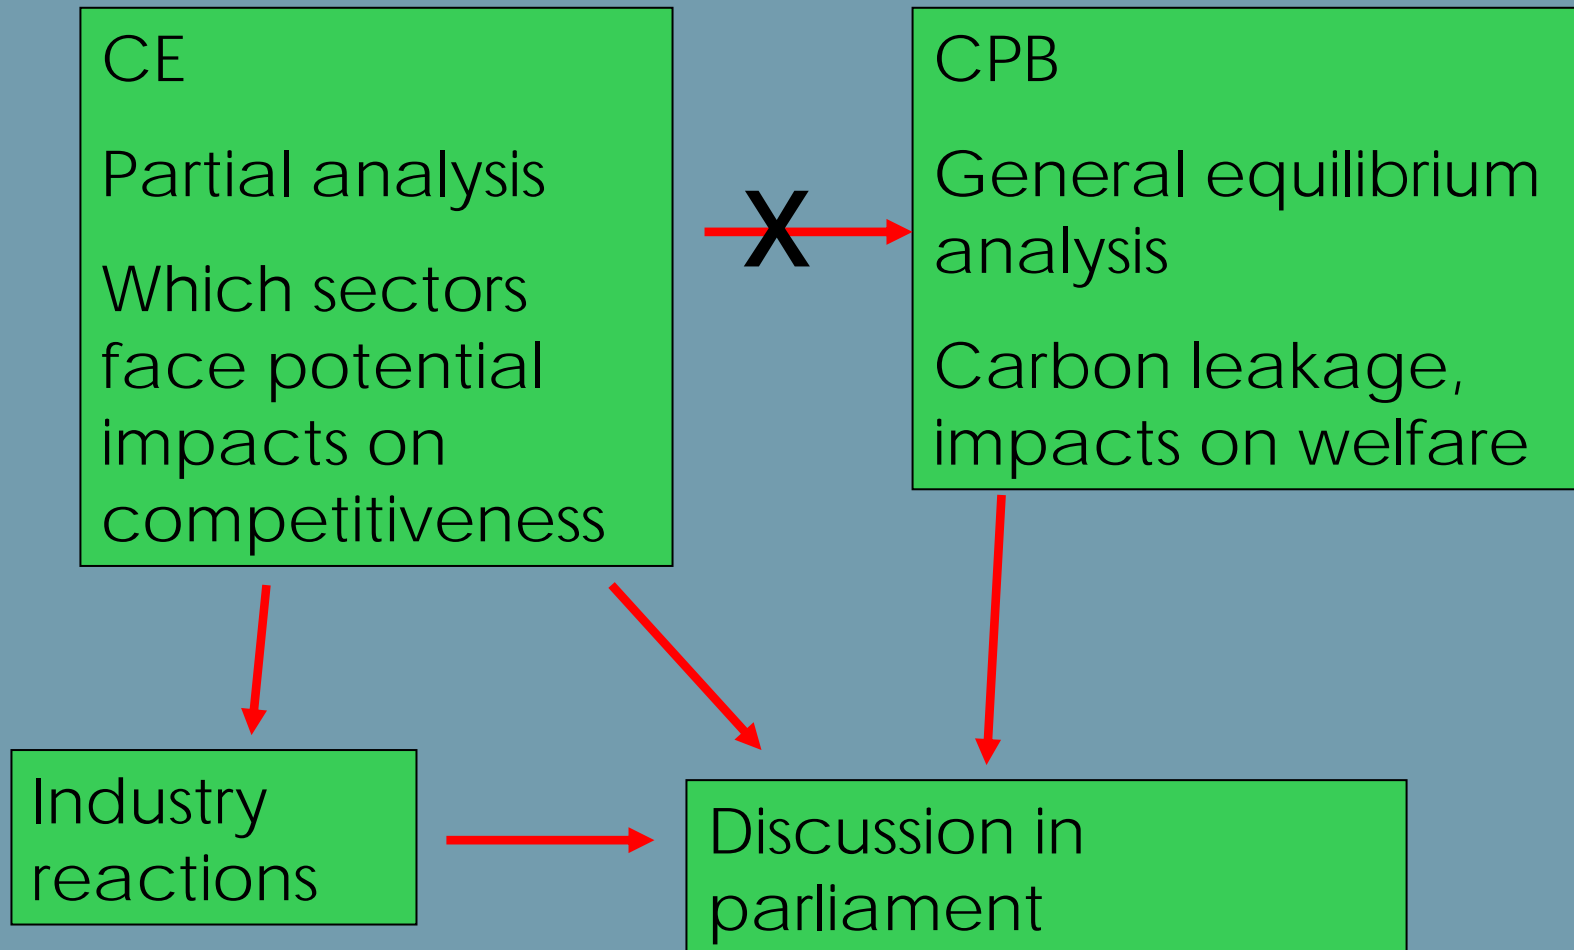 CE
Partial analysis
Which sectors
face potential
impacts on
competitiveness
X
CPB
General equilibrium
analysis
Carbon leakage,
impacts on welfare
Industry
reactions
Discussion in
parliament